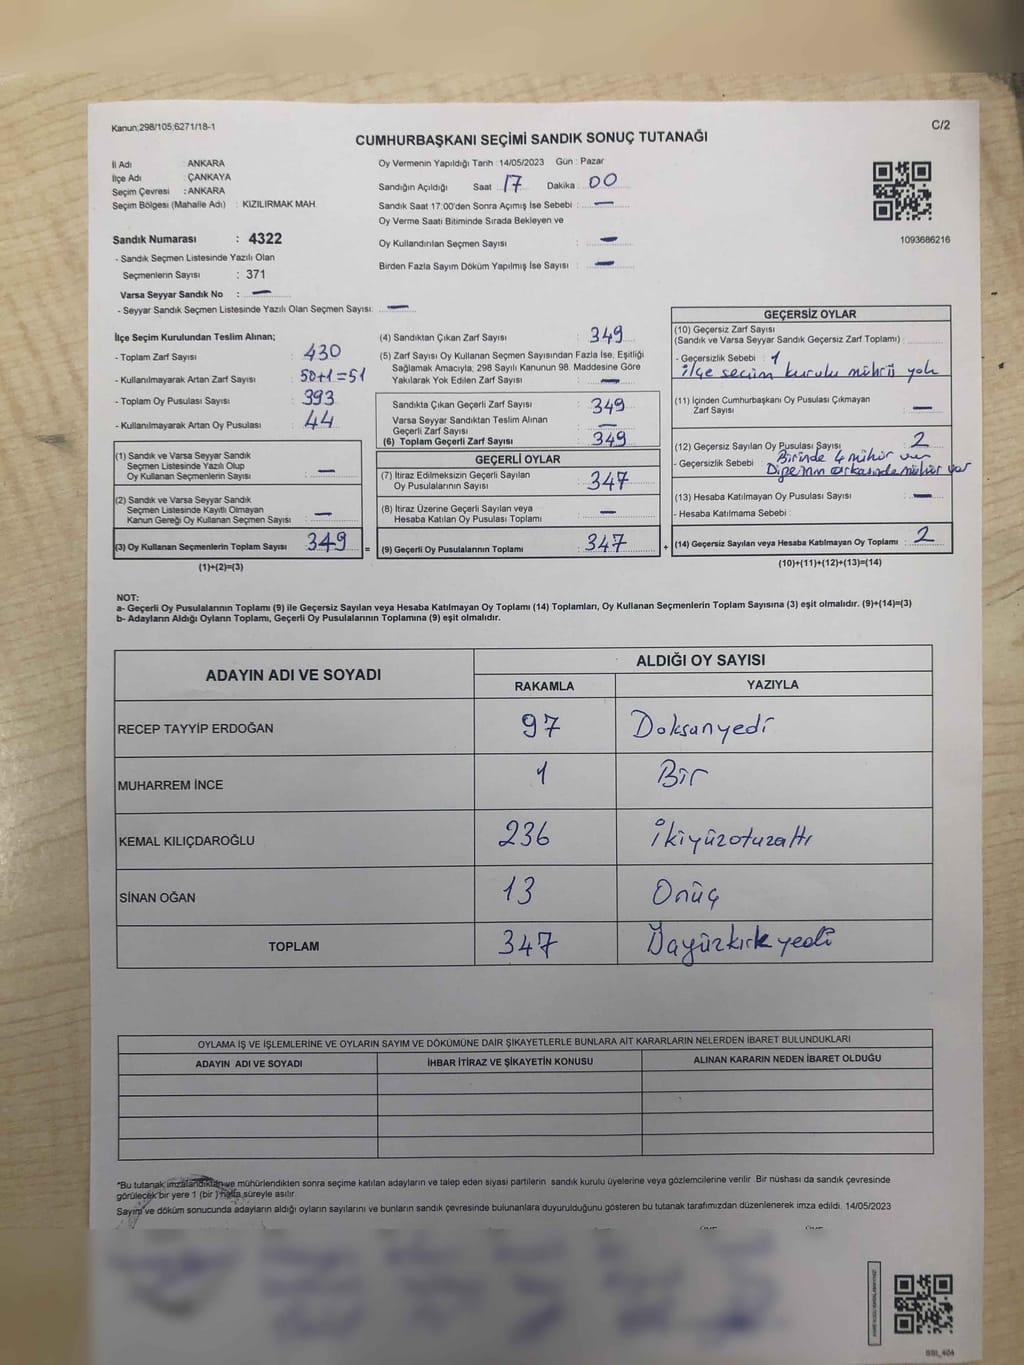 Kanun;298/105;6271/18-1
C/2
CUMHURBAŞKANI SEÇİMİ SANDIK SONUÇ TUTANAĞI
İl Adı : ANKARA
İlçe Adı : ÇANKAYA
Seçim Çevresi : ANKARA
Seçim Bölgesi (Mahalle Adı) : KIZILIRMAK MAH.
Sandık Numarası : 4322
- Sandık Seçmen Listesinde Yazılı Olan
Seçmenlerin Sayısı : 371
Varsa Seyyar Sandık No : —
- Seyyar Sandık Seçmen Listesinde Yazılı Olan Seçmen Sayısı: —
Oy Vermenin Yapıldığı Tarih : 14/05/2023 Gün : Pazar
Sandığın Açıldığı Saat 17 Dakika : 00
Sandık Saat 17:00'den Sonra Açımış İse Sebebi : —
Oy Verme Saati Bitiminde Sırada Bekleyen ve
Oy Kullandırılan Seçmen Sayısı : —
Birden Fazla Sayım Döküm Yapılmış İse Sayısı : —
1093686216
İlçe Seçim Kurulundan Teslim Alınan;
- Toplam Zarf Sayısı : 430
- Kullanılmayarak Artan Zarf Sayısı : 50+1=51
- Toplam Oy Pusulası Sayısı : 393
- Kullanılmayarak Artan Oy Pusulası : 44
(1) Sandık ve Varsa Seyyar Sandık
Seçmen Listesinde Yazılı Olup
Oy Kullanan Seçmenlerin Sayısı : —
(2) Sandık ve Varsa Seyyar Sandık
Seçmen Listesinde Kayıtlı Olmayan
Kanun Gereği Oy Kullanan Seçmen Sayısı : —
(3) Oy Kullanan Seçmenlerin Toplam Sayısı : 349 =
(1)+(2)=(3)
(4) Sandıktan Çıkan Zarf Sayısı : 349
(5) Zarf Sayısı Oy Kullanan Seçmen Sayısından Fazla İse, Eşitliği
Sağlamak Amacıyla; 298 Sayılı Kanunun 98. Maddesine Göre
Yakılarak Yok Edilen Zarf Sayısı : —
Sandıkta Çıkan Geçerli Zarf Sayısı : 349
Varsa Seyyar Sandıktan Teslim Alınan
Geçerli Zarf Sayısı : —
(6) Toplam Geçerli Zarf Sayısı : 349
GEÇERLİ OYLAR
(7) İtiraz Edilmeksizin Geçerli Sayılan
Oy Pusulalarının Sayısı : 347
(8) İtiraz Üzerine Geçerli Sayılan veya
Hesaba Katılan Oy Pusulası Toplamı : —
(9) Geçerli Oy Pusulalarının Toplamı : 347 +
GEÇERSİZ OYLAR
(10) Geçersiz Zarf Sayısı
(Sandık ve Varsa Seyyar Sandık Geçersiz Zarf Toplamı) :
- Geçersizlik Sebebi : 1
ilçe seçim kurulu mührü yok
(11) İçinden Cumhurbaşkanı Oy Pusulası Çıkmayan
Zarf Sayısı : —
(12) Geçersiz Sayılan Oy Pusulası Sayısı : 2
- Geçersizlik Sebebi : Birinde 4 mühür var
Diğerinin arkasında mühür var
(13) Hesaba Katılmayan Oy Pusulası Sayısı : —
- Hesaba Katılmama Sebebi :
(14) Geçersiz Sayılan veya Hesaba Katılmayan Oy Toplamı : 2
(10)+(11)+(12)+(13)=(14)
NOT:
a- Geçerli Oy Pusulalarının Toplamı (9) ile Geçersiz Sayılan veya Hesaba Katılmayan Oy Toplamı (14) Toplamları, Oy Kullanan Seçmenlerin Toplam Sayısına (3) eşit olmalıdır. (9)+(14)=(3)
b- Adayların Aldığı Oyların Toplamı, Geçerli Oy Pusulalarının Toplamına (9) eşit olmalıdır.
ADAYIN ADI VE SOYADI ALDIĞI OY SAYISI
RAKAMLA YAZIYLA
RECEP TAYYİP ERDOĞAN 97 Doksanyedi
MUHARREM İNCE 1 Bir
KEMAL KILIÇDAROĞLU 236 İkiyüzotuzaltı
SİNAN OĞAN 13 Onüç
TOPLAM 347
OYLAMA İŞ VE İŞLEMLERİNE VE OYLARIN SAYIM VE DÖKÜMÜNE DAİR ŞİKAYETLERLE BUNLARA AİT KARARLARIN NELERDEN İBARET BULUNDUKLARI
ADAYIN ADI VE SOYADI İHBAR İTİRAZ VE ŞİKAYETİN KONUSU ALINAN KARARIN NEDEN İBARET OLDUĞU
*Bu tutanak imzalandıktan ve mühürlendikten sonra seçime katılan adayların ve talep eden siyasi partilerin sandık kurulu üyelerine veya gözlemcilerine verilir. Bir nüshası da sandık çevresinde
görülecek bir yere 1 (bir ) hafta süreyle asılır.
Sayım ve döküm sonucunda adayların aldığı oyların sayılarını ve bunların sandık çevresinde bulunanlara duyurulduğunu gösteren bu tutanak tarafımızdan düzenlenerek imza edildi. 14/05/2023